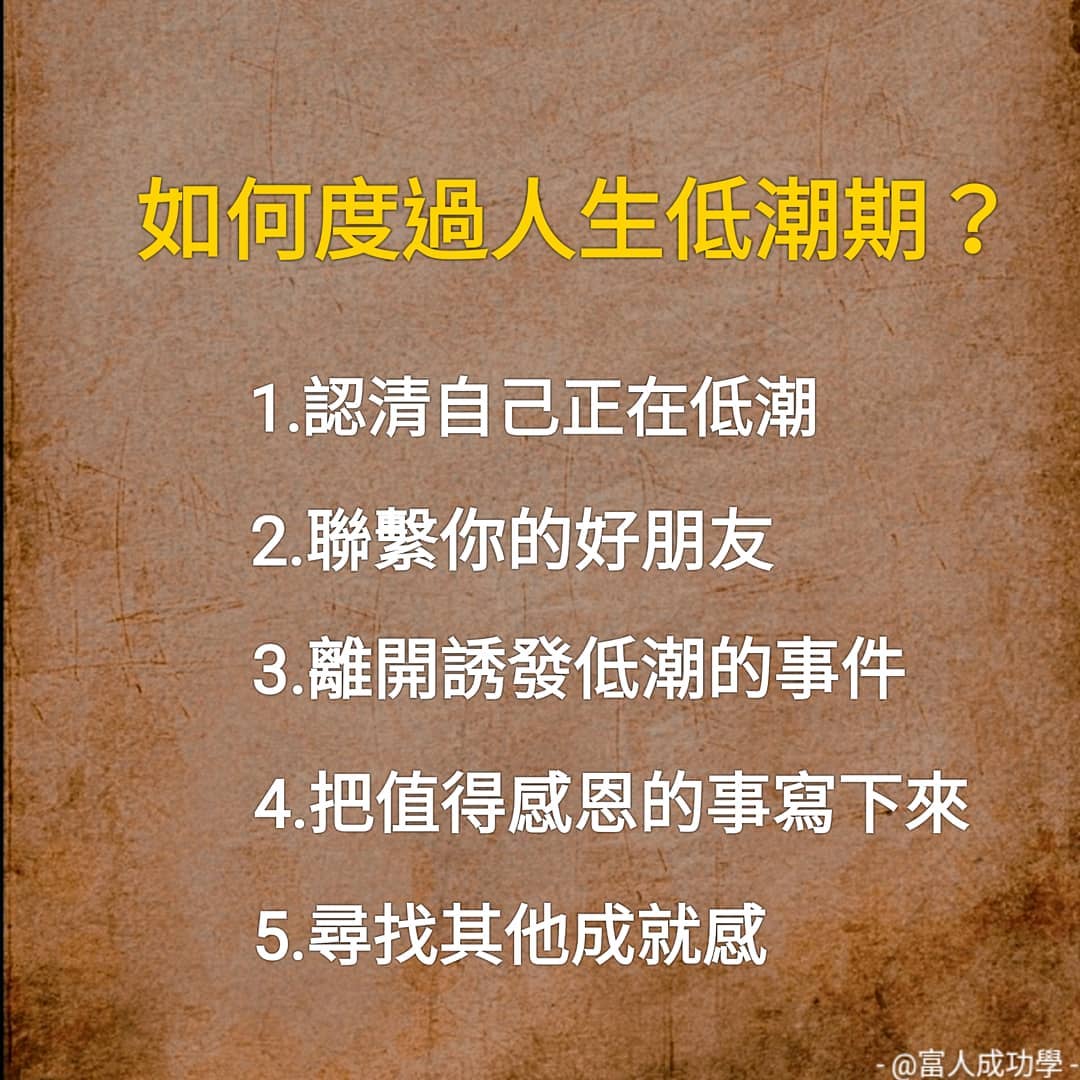 如何度過人生低潮期？
1.認清自己正在低潮
2.聯繫你的好朋友
3.離開誘發低潮的事件
4.把值得感恩的事寫下來
5.尋找其他成就感
- @富人成功學 -